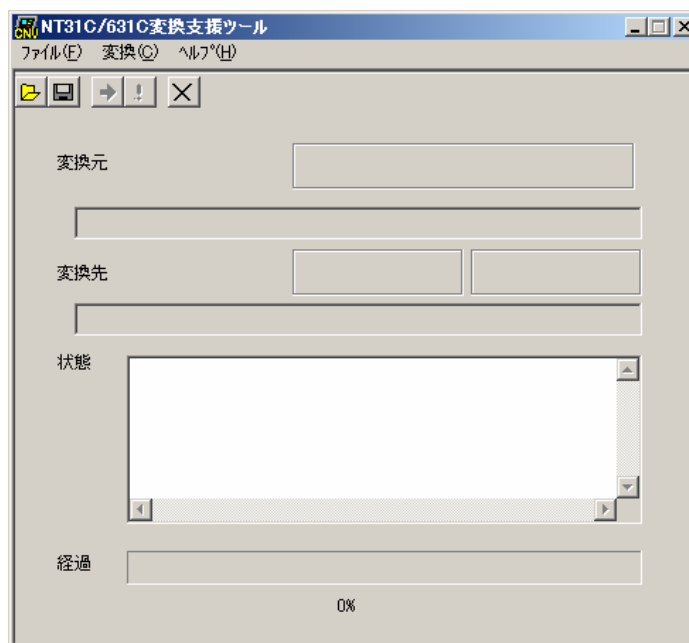 NT31C/631C変換支援ツール
ﾌｧｲﾙ(F) 変換(C) ﾍﾙﾌﾟ(H)
変換元
変換先
状態
経過
0%